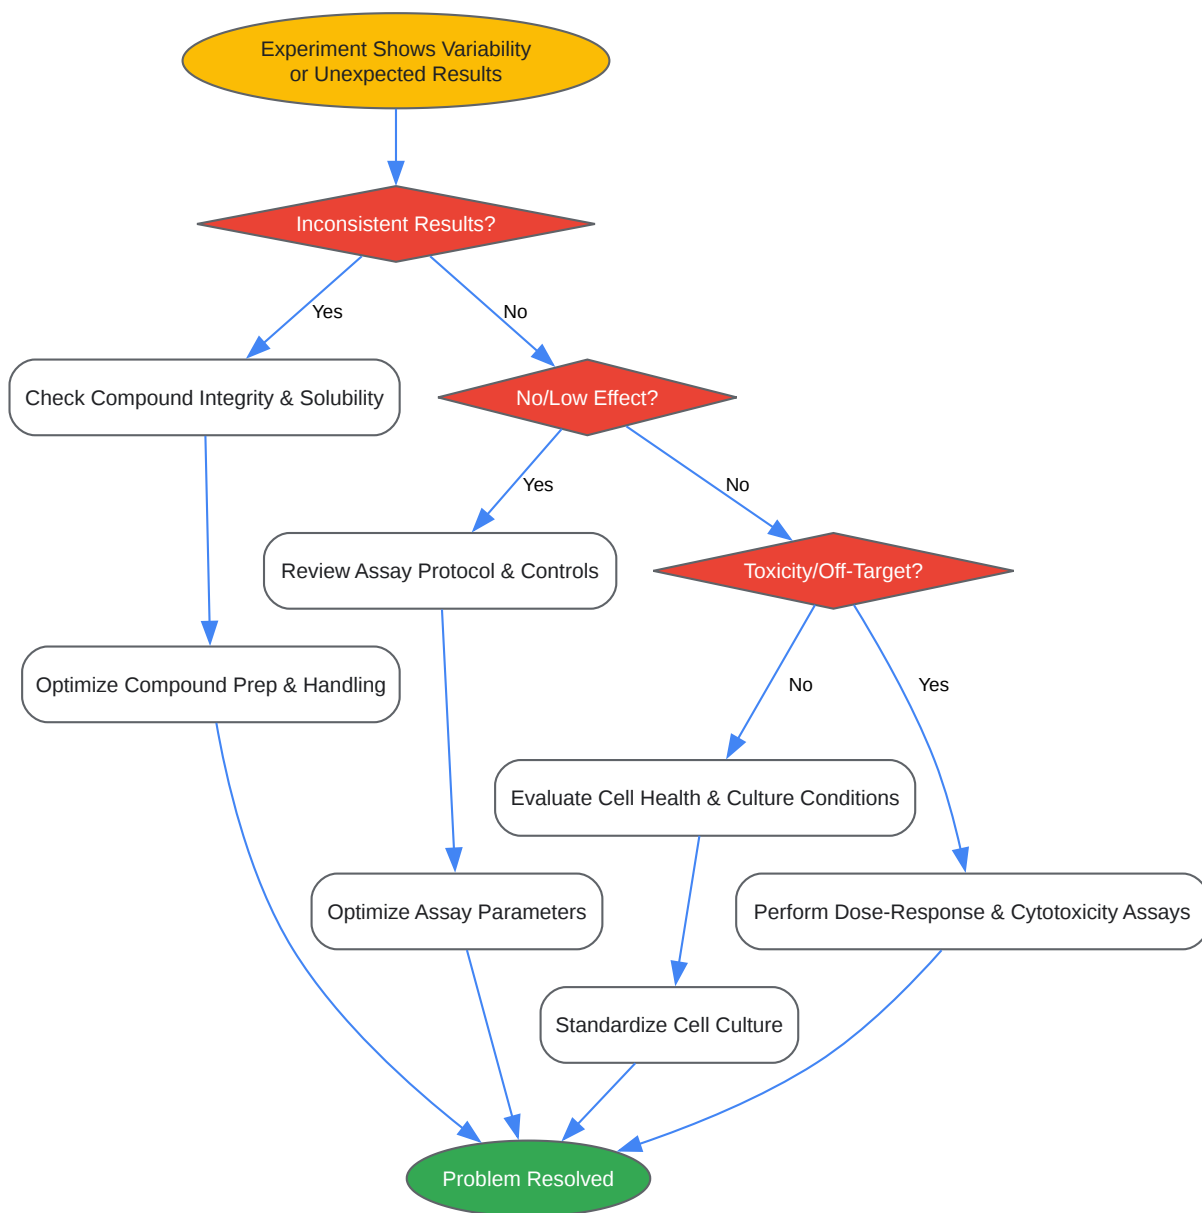 Experiment Shows Variability
or Unexpected Results
Inconsistent Results?
Yes
No
Check Compound Integrity & Solubility
No/Low Effect?
Yes
No
Review Assay Protocol & Controls
Toxicity/Off-Target?
Optimize Compound Prep & Handling
No
Yes
Evaluate Cell Health & Culture Conditions
Optimize Assay Parameters
Perform Dose-Response & Cytotoxicity Assays
Standardize Cell Culture
Problem Resolved